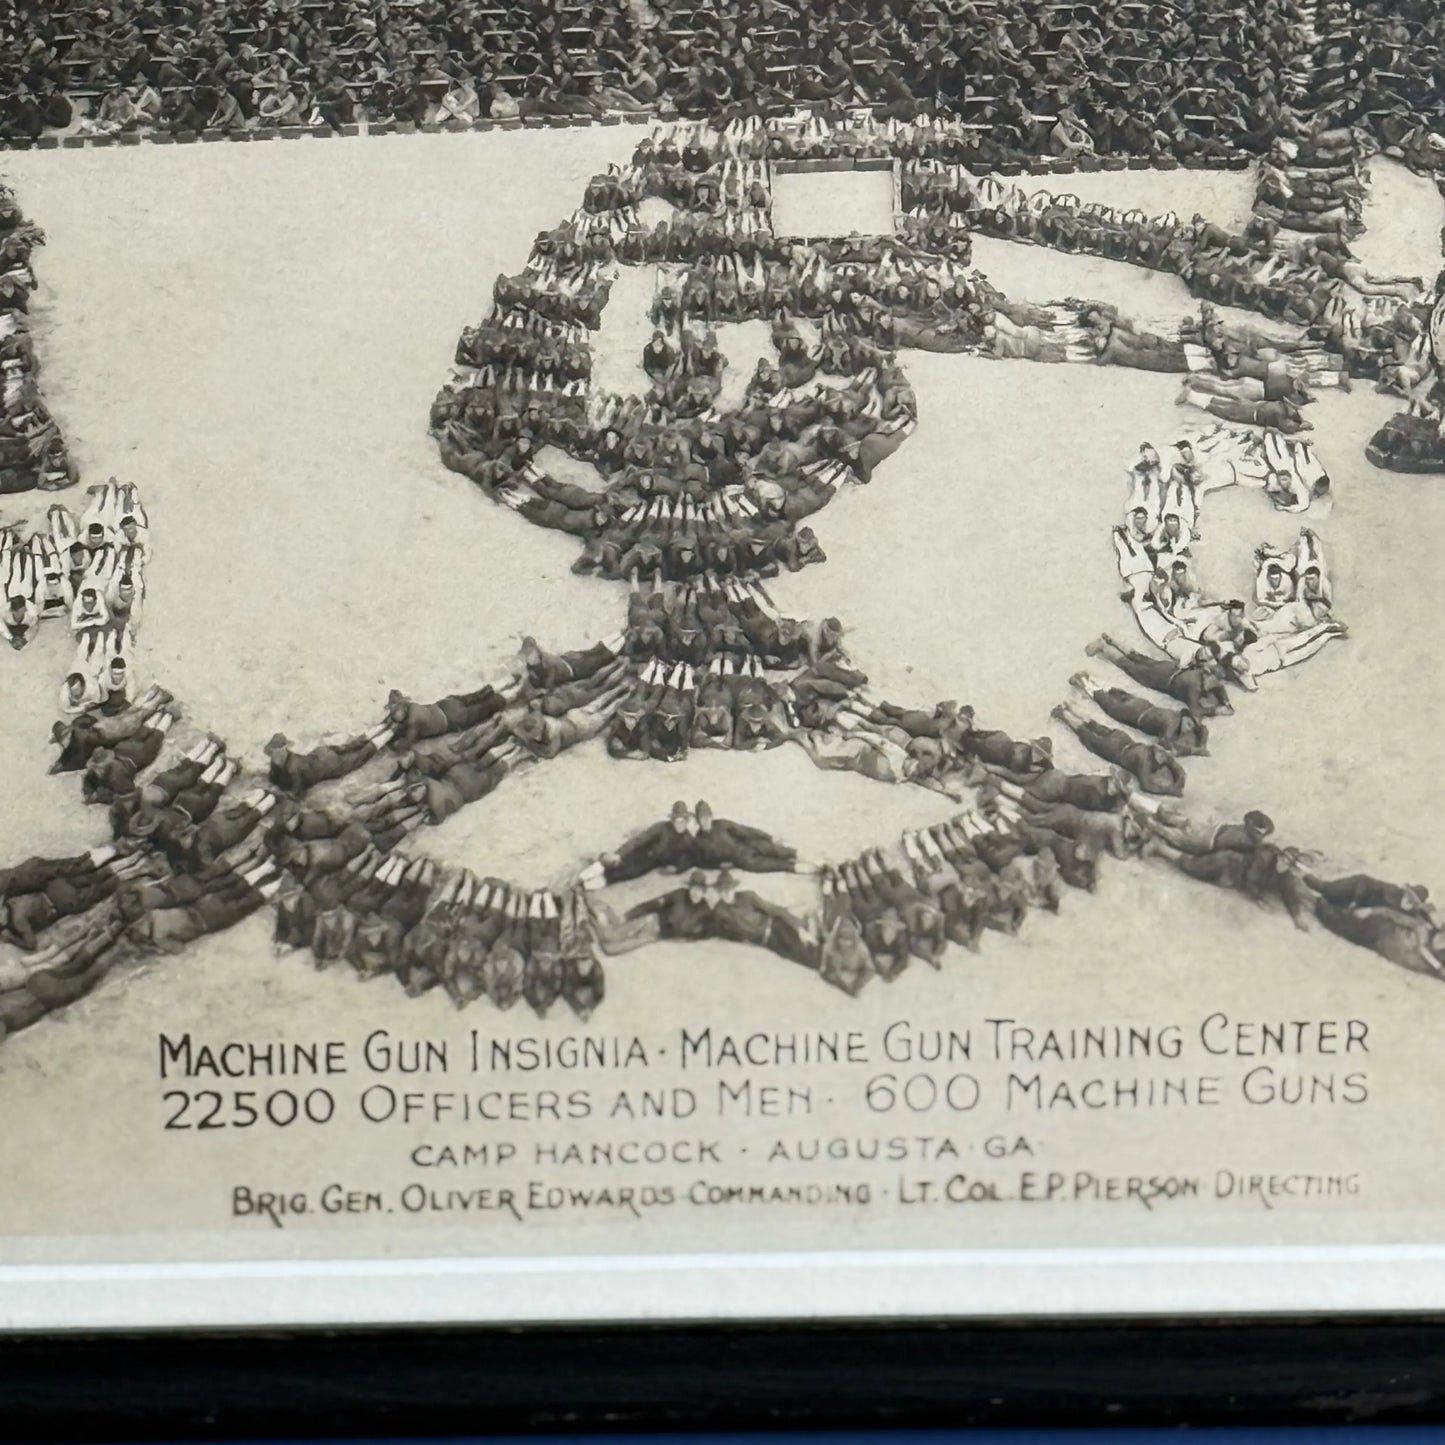 MACHINE GUN INSIGNIA · MACHINE GUN TRAINING CENTER
22500 OFFICERS AND MEN · 600 MACHINE GUNS
CAMP HANCOCK · AUGUSTA · GA ·
BRIG. GEN. OLIVER EDWARDS COMMANDING · LT. COL. E.P. PIERSON DIRECTING